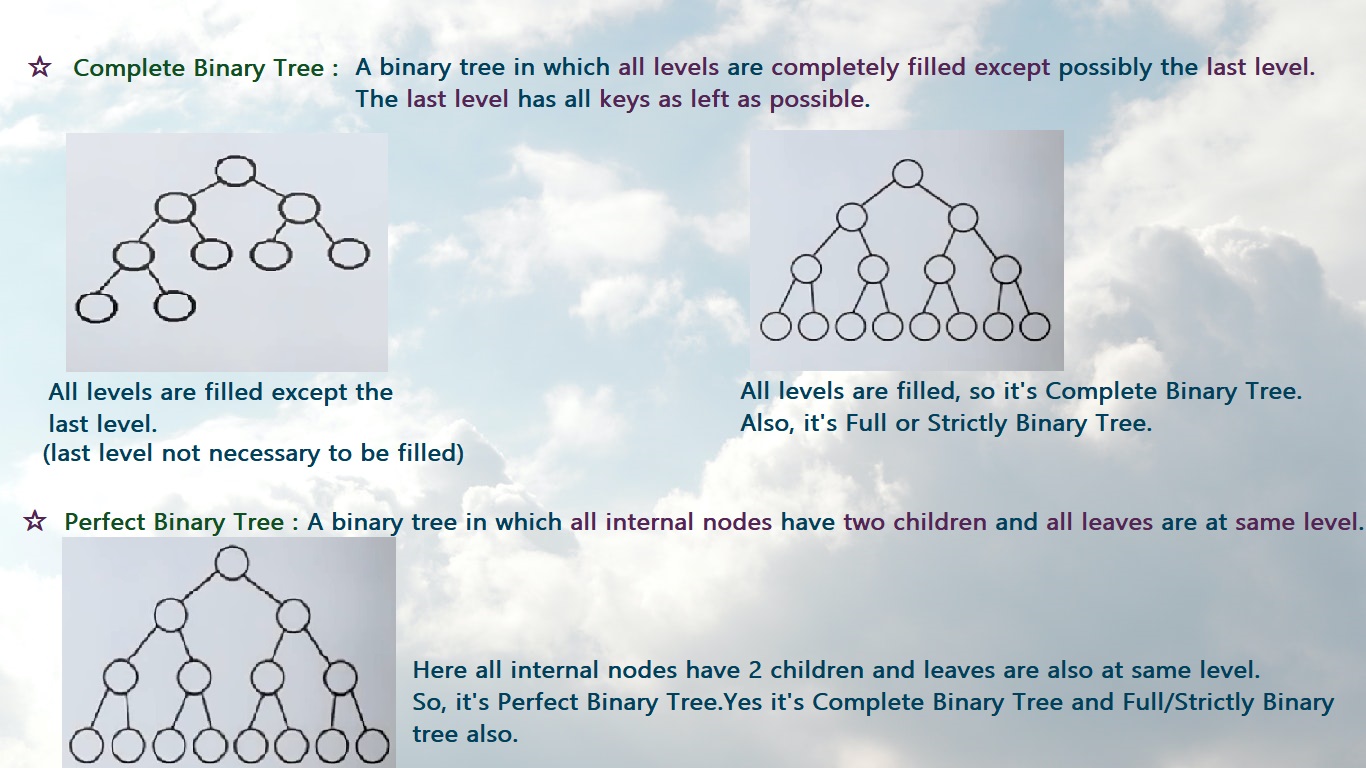 ☆ Complete Binary Tree : A binary tree in which all levels are completely filled except possibly the last level.
The last level has all keys as left as possible.
All levels are filled except the
last level.
(last level not necessary to be filled)
All levels are filled, so it's Complete Binary Tree.
Also, it's Full or Strictly Binary Tree.
☆ Perfect Binary Tree : A binary tree in which all internal nodes have two children and all leaves are at same level.
Here all internal nodes have 2 children and leaves are also at same level.
So, it's Perfect Binary Tree.Yes it's Complete Binary Tree and Full/Strictly Binary
tree also.